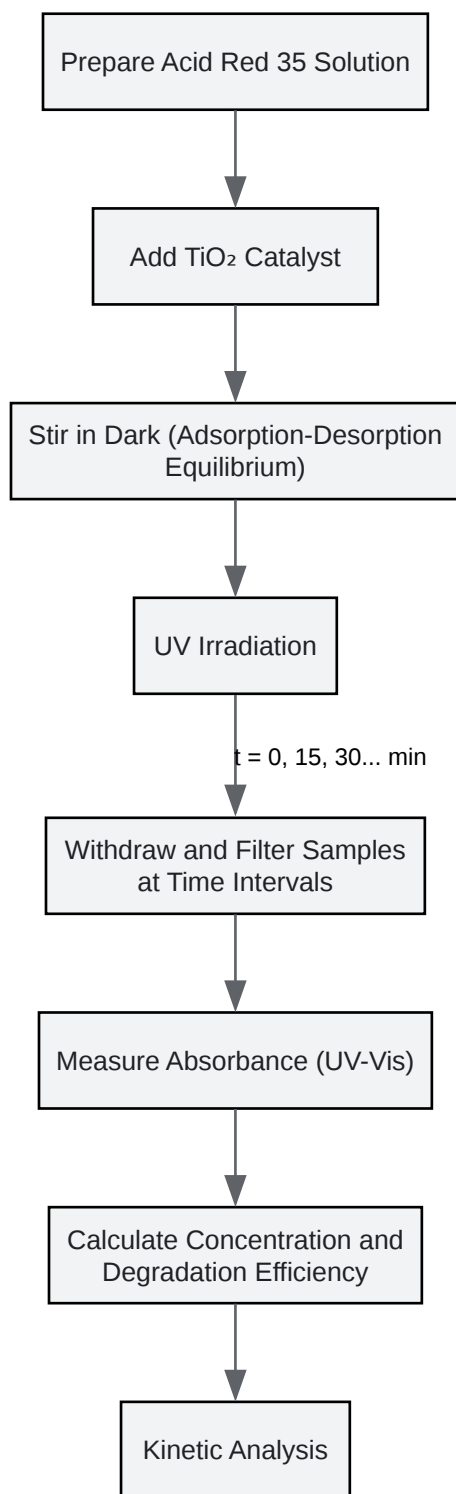 Prepare Acid Red 35 Solution
Add TiO₂ Catalyst
Stir in Dark (Adsorption-Desorption
Equilibrium)
UV Irradiation
t = 0, 15, 30... min
Withdraw and Filter Samples
at Time Intervals
Measure Absorbance (UV-Vis)
Calculate Concentration and
Degradation Efficiency
Kinetic Analysis